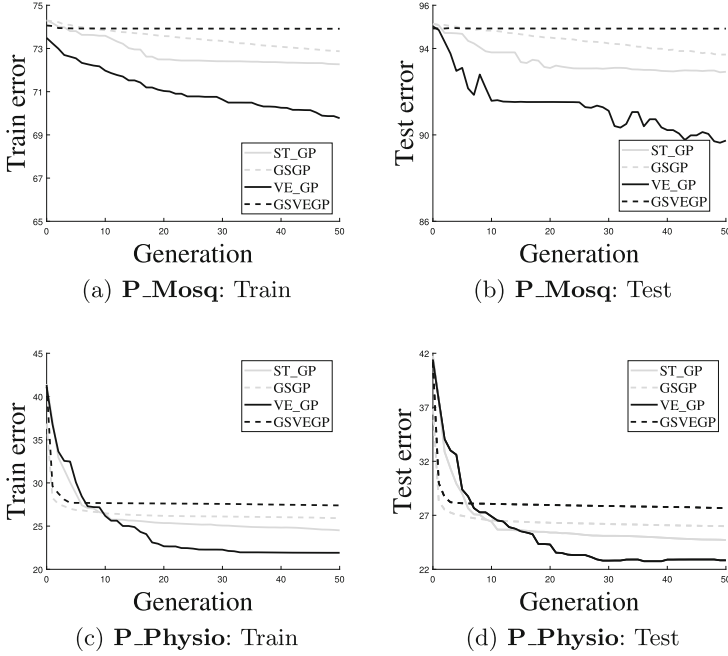 75
73
71
69
67
65
Train error
0
10
20
30
40
50
Generation
ST_GP
GSGP
VE_GP
GSVEGP
(a) P_Mosq: Train
98
94
90
86
Test error
0
10
20
30
40
50
Generation
ST_GP
GSGP
VE_GP
GSVEGP
(b) P_Mosq: Test
45
40
35
30
25
20
Train error
0
10
20
30
40
50
Generation
ST_GP
GSGP
VE_GP
GSVEGP
(c) P_Physio: Train
42
37
32
27
22
Test error
0
10
20
30
40
50
Generation
ST_GP
GSGP
VE_GP
GSVEGP
(d) P_Physio: Test